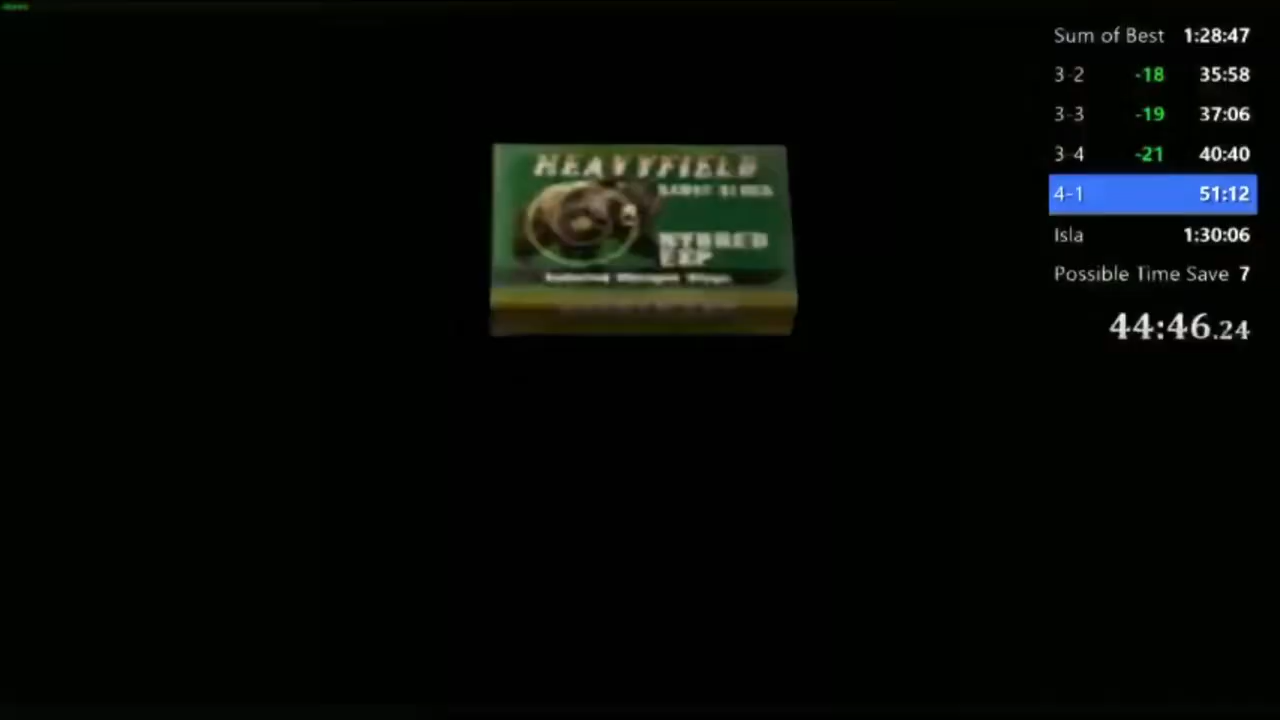 Sum of Best 1:28:47
3-2 -18 35:58
3-3 -19 37:06
3-4 -21 40:40
4-1 51:12
Isla 1:30:06
Possible Time Save 7
44:46.24
HEAVYFIELD